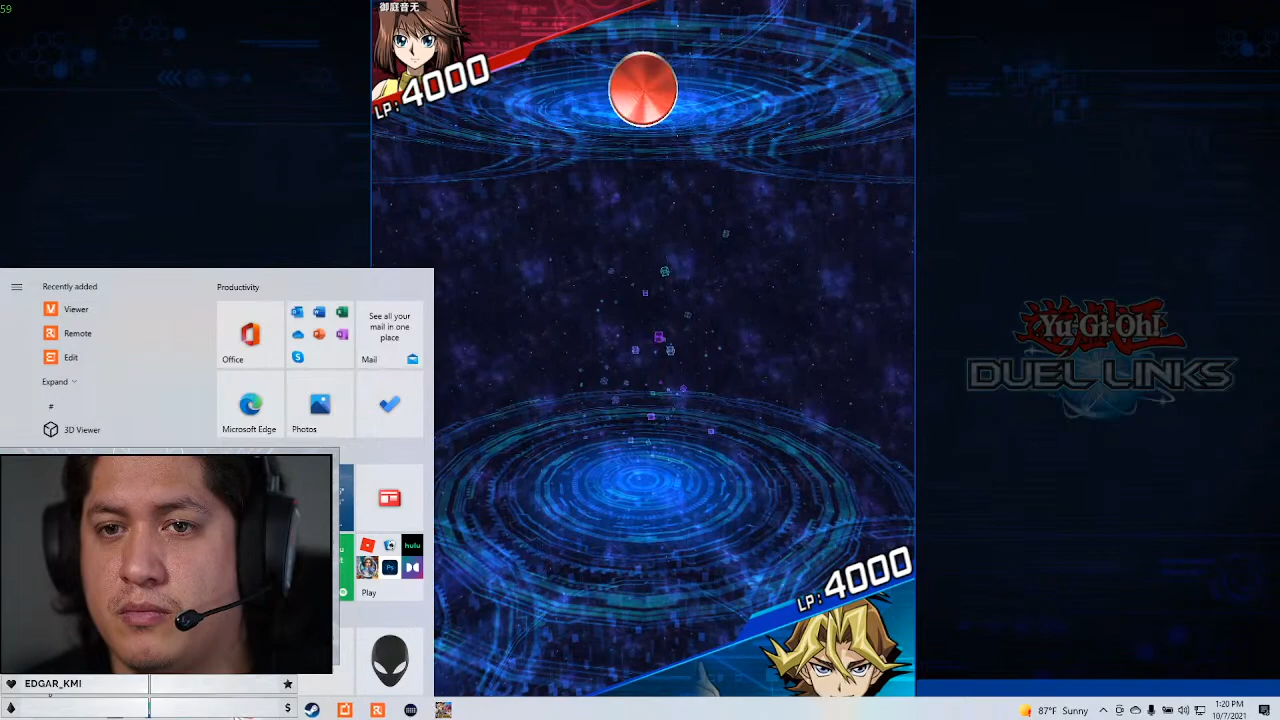 59
御庭音无
LP:4000
Recently added
Productivity
Viewer
Remote
Edit
Expand
#
3D Viewer
Office
See all your
mail in one
place
Mail
Microsoft Edge
Photos
hulu
Ps
Play
Yu-Gi-Oh!
DUEL LINKS
LP:4000
EDGAR_KMI
$
87°F Sunny
1:20 PM
10/7/2021